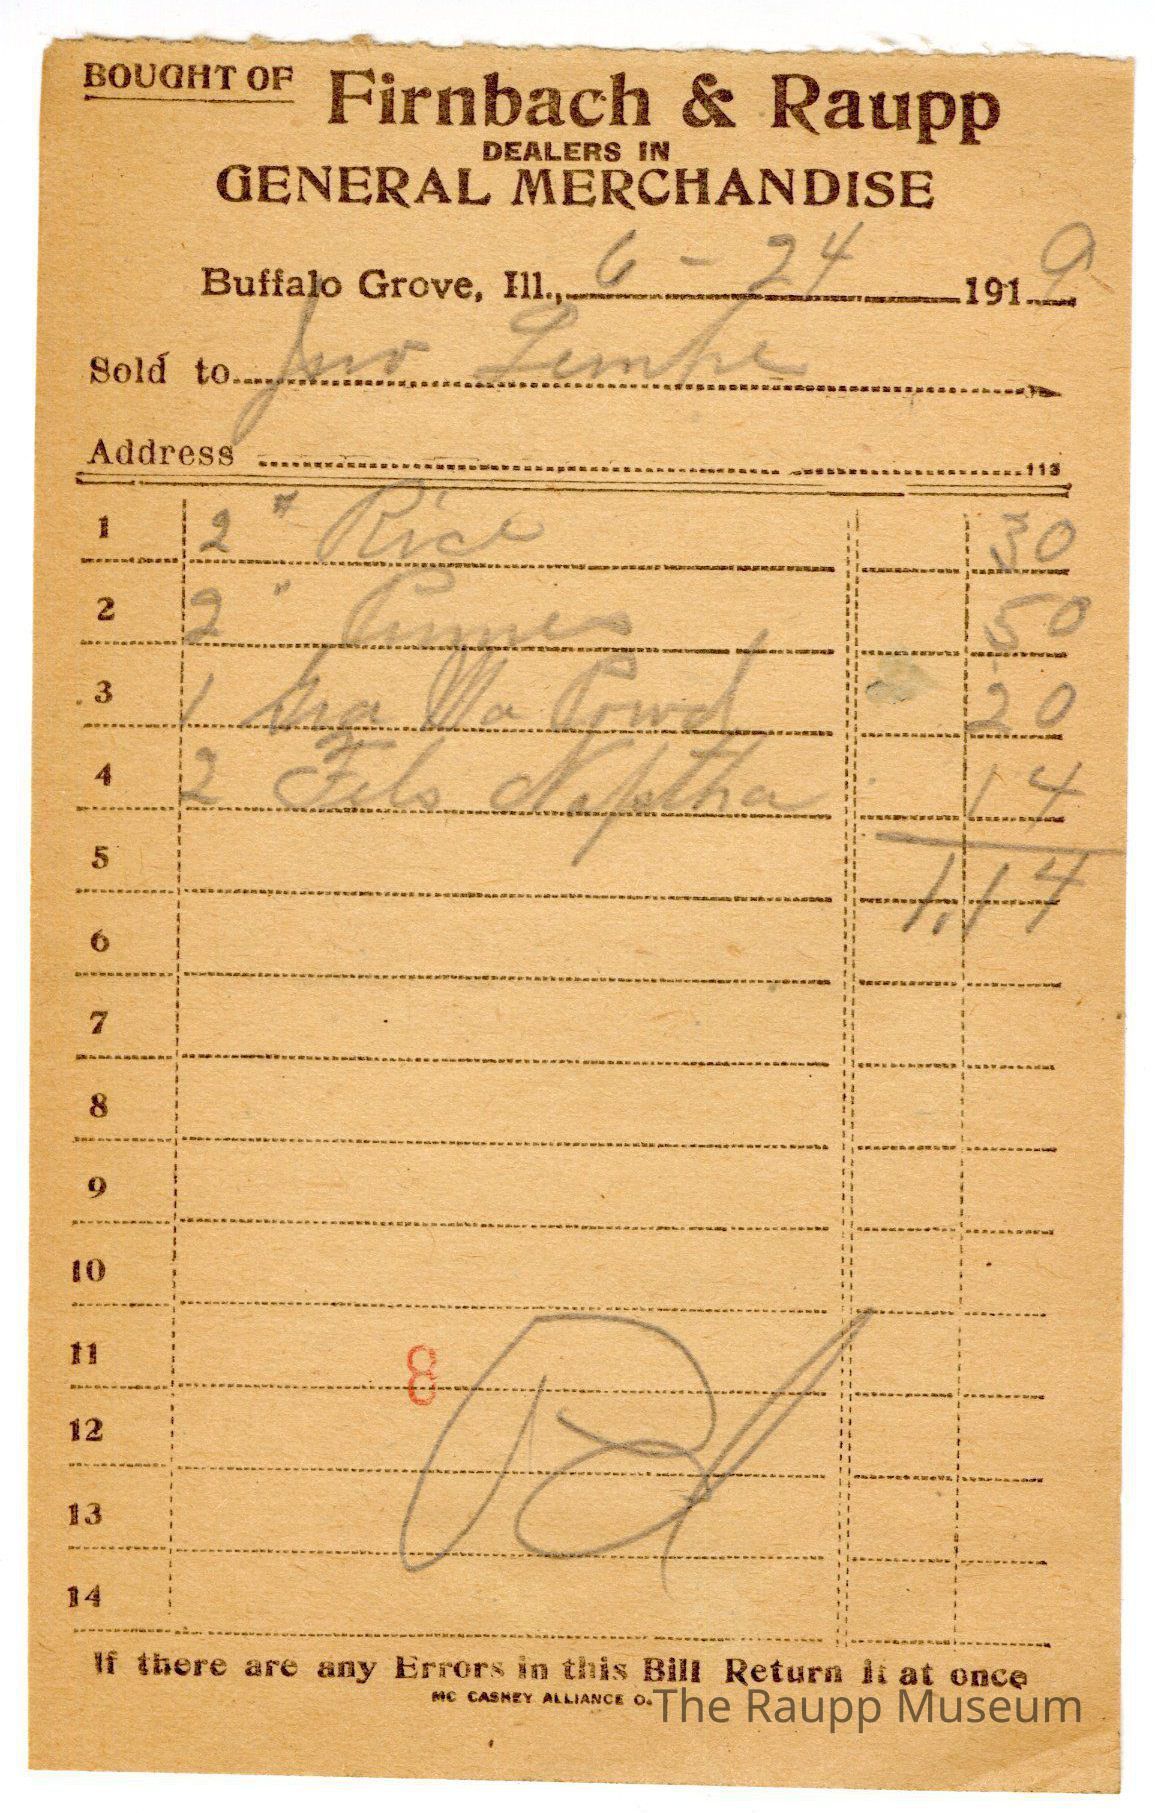 BOUGHT OF Firnbach & Raupp
DEALERS IN
GENERAL MERCHANDISE
Buffalo Grove, Ill., 6 - 24 1919
Sold to Jno Lempe
Address
113
1 2 # Rice 30
2 2 " Prunes 50
3 1 Gra Wa Powd 20
4 2 Fels Naptha 14
5 1.14
6
7
8
9
10
11
8
12
13
14
If there are any Errors in this Bill Return it at once
MC CASKEY ALLIANCE O.
The Raupp Museum